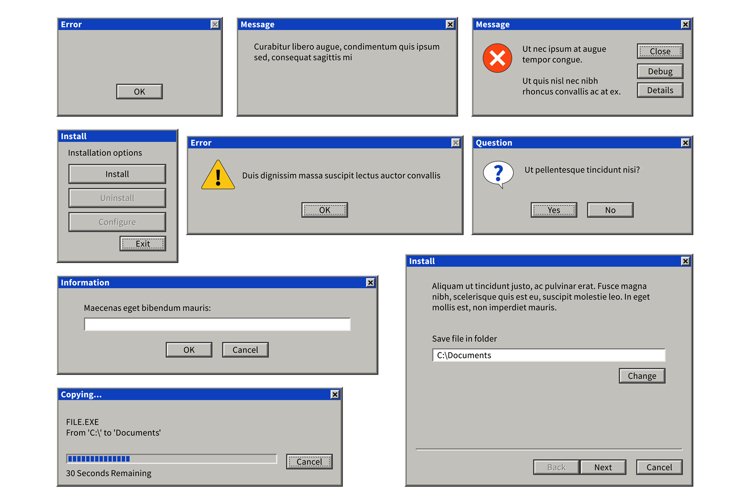 Error
OK
Message
Curabitur libero augue, condimentum quis ipsum
sed, consequat sagittis mi
Message
Ut nec ipsum at augue
tempor congue.
Ut quis nisl nec nibh
rhoncus convallis ac at ex.
Close
Debug
Details
Install
Installation options
Install
Uninstall
Configure
Exit
Error
Duis dignissim massa suscipit lectus auctor convallis
OK
Question
Ut pellentesque tincidunt nisi?
Yes
No
Information
Maecenas eget bibendum mauris:
OK
Cancel
Install
Aliquam ut tincidunt justo, ac pulvinar erat. Fusce magna
nibh, scelerisque quis est eu, suscipit molestie leo. In eget
mollis est, non imperdiet mauris.
Save file in folder
C:\Documents
Change
Back
Next
Cancel
Copying...
FILE.EXE
From 'C:\' to 'Documents'
Cancel
30 Seconds Remaining